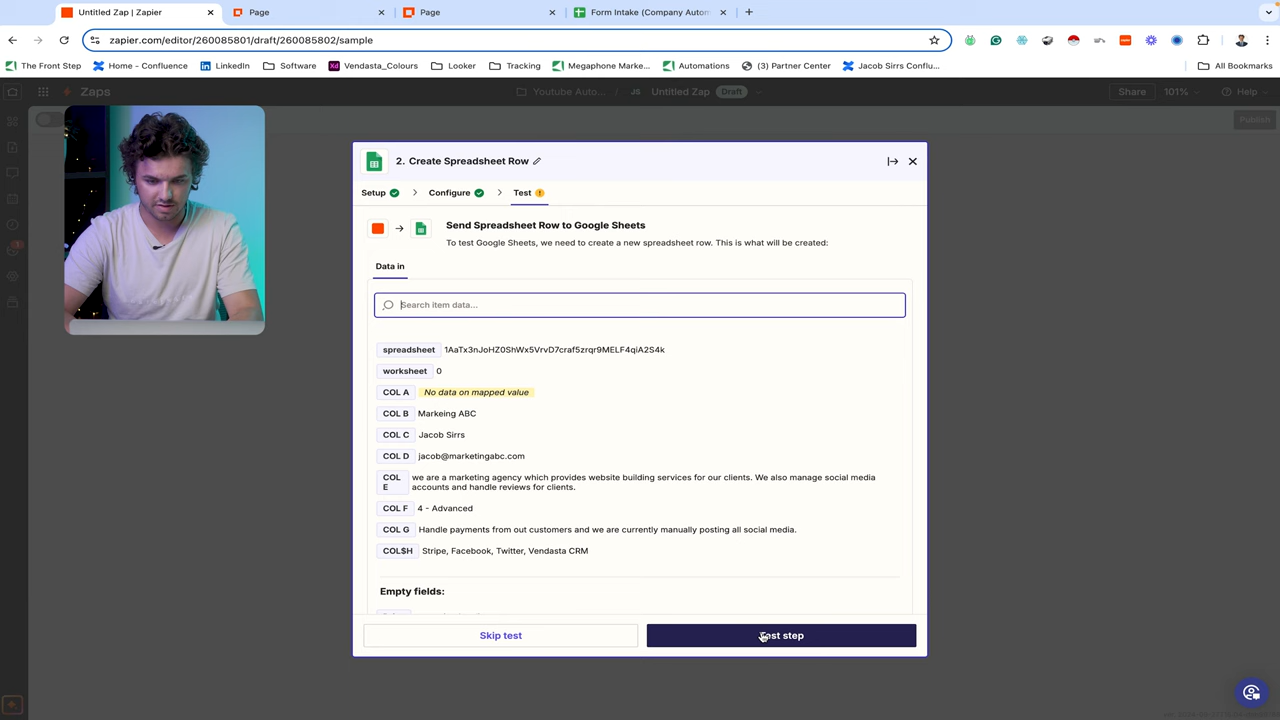 Untitled Zap | Zapier
Page
Page
Form Intake (Company Autom
zapier.com/editor/260085801/draft/260085802/sample
The Front Step
Home - Confluence
LinkedIn
Software
Xd
Vendasta_Colours
Looker
Tracking
Megaphone Marke...
Automations
(3) Partner Center
Jacob Sirrs Conflu...
All Bookmarks
Zaps
Youtube Auto...
/
JS
Untitled Zap
Draft
Share
101%
Help
Publish
2. Create Spreadsheet Row
Setup
Configure
Test
Send Spreadsheet Row to Google Sheets
To test Google Sheets, we need to create a new spreadsheet row. This is what will be created:
Data in
Search item data...
spreadsheet 1AaTx3nJoHZ0ShWx5VrvD7craf5zrqr9MELF4qiA2S4k
worksheet 0
COL A No data on mapped value
COL B Markeing ABC
COL C Jacob Sirrs
COL D jacob@marketingabc.com
COL E we are a marketing agency which provides website building services for our clients. We also manage social media
accounts and handle reviews for clients.
COL F 4 - Advanced
COL G Handle payments from out customers and we are currently manually posting all social media.
COL$H Stripe, Facebook, Twitter, Vendasta CRM
Empty fields:
Skip test
Test step